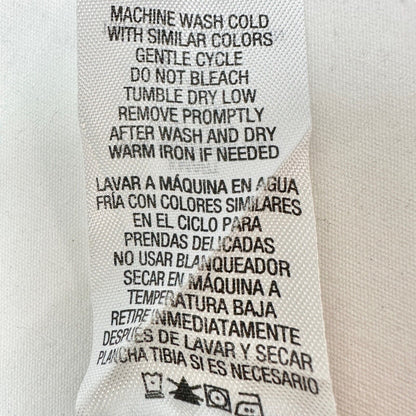 MACHINE WASH COLD
WITH SIMILAR COLORS
GENTLE CYCLE
DO NOT BLEACH
TUMBLE DRY LOW
REMOVE PROMPTLY
AFTER WASH AND DRY
WARM IRON IF NEEDED
LAVAR A MÁQUINA EN AGUA
FRÍA CON COLORES SIMILARES
EN EL CICLO PARA
PRENDAS DELICADAS
NO USAR BLANQUEADOR
SECAR EN MÁQUINA A
TEMPERATURA BAJA
RETIRE INMEDIATAMENTE
DESPUÉS DE LAVAR Y SECAR
PLANCHA TIBIA SI ES NECESARIO